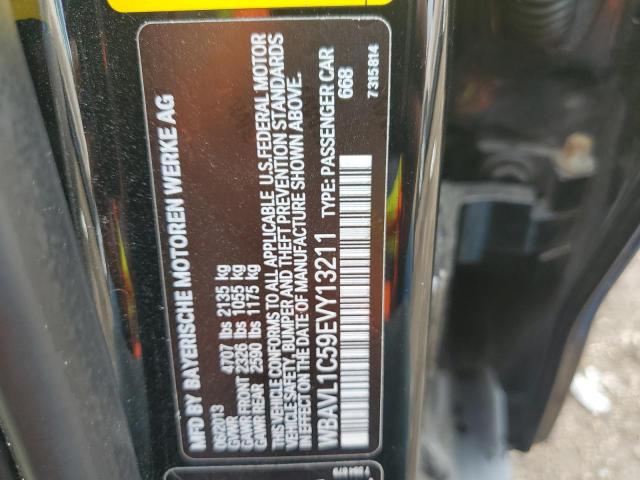 MFD BY BAYERISCHE MOTOREN WERKE AG
06/2013
GVWR 4707 lbs 2135 kg
GAWR FRONT 2326 lbs 1055 kg
GAWR REAR 2590 lbs 1175 kg
THIS VEHICLE CONFORMS TO ALL APPLICABLE U.S. FEDERAL MOTOR
VEHICLE SAFETY, BUMPER AND THEFT PREVENTION STANDARDS
IN EFFECT ON THE DATE OF MANUFACTURE SHOWN ABOVE.
WBAVL1C59EVY13211 TYPE: PASSENGER CAR
668
7315814